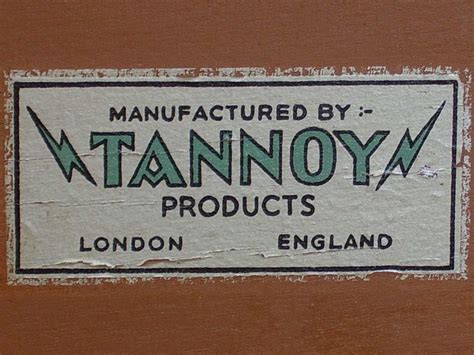 MANUFACTURED BY :-
TANNOY
PRODUCTS
LONDON ENGLAND